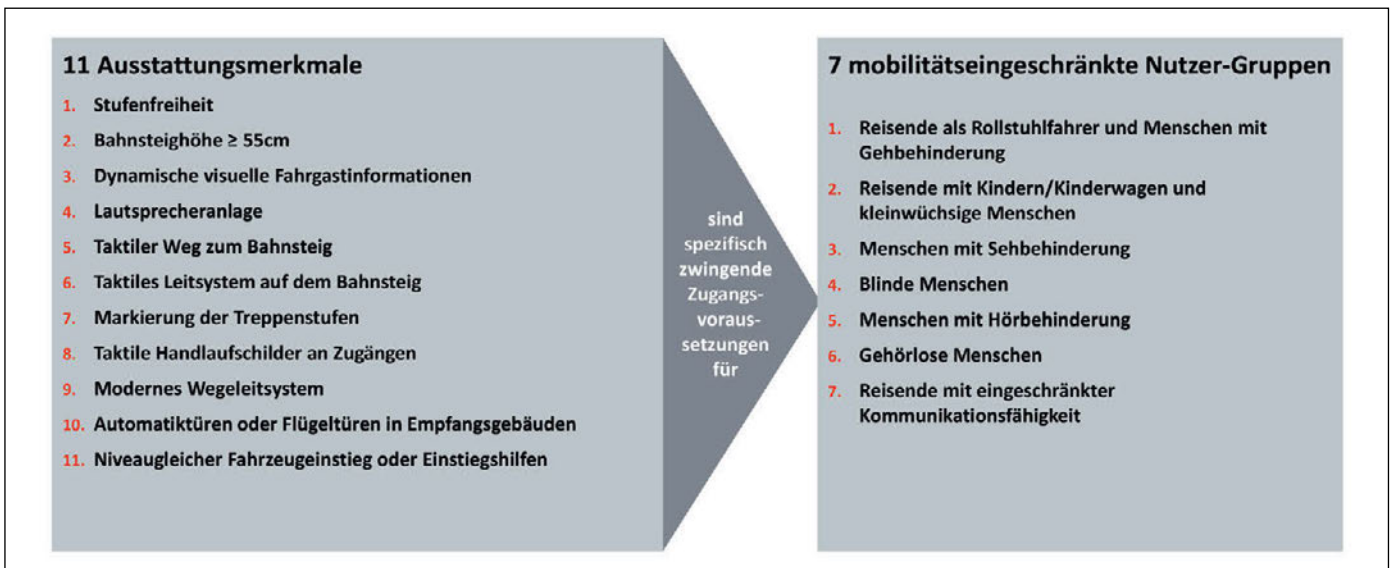 11 Ausstattungsmerkmale
1. Stufenfreiheit
2. Bahnsteighöhe ≥ 55cm
3. Dynamische visuelle Fahrgastinformationen
4. Lautsprecheranlage
5. Taktiler Weg zum Bahnsteig
6. Taktiles Leitsystem auf dem Bahnsteig
7. Markierung der Treppenstufen
8. Taktile Handlaufschilder an Zugängen
9. Modernes Wegeleitsystem
10. Automatiktüren oder Flügeltüren in Empfangsgebäuden
11. Niveaugleicher Fahrzeugeinstieg oder Einstiegshilfen
sind
spezifisch
zwingende
Zugangs-
voraus-
setzungen
für
7 mobilitätseingeschränkte Nutzer-Gruppen
1. Reisende als Rollstuhlfahrer und Menschen mit
Gehbehinderung
2. Reisende mit Kindern/Kinderwagen und
kleinwüchsige Menschen
3. Menschen mit Sehbehinderung
4. Blinde Menschen
5. Menschen mit Hörbehinderung
6. Gehörlose Menschen
7. Reisende mit eingeschränkter
Kommunikationsfähigkeit